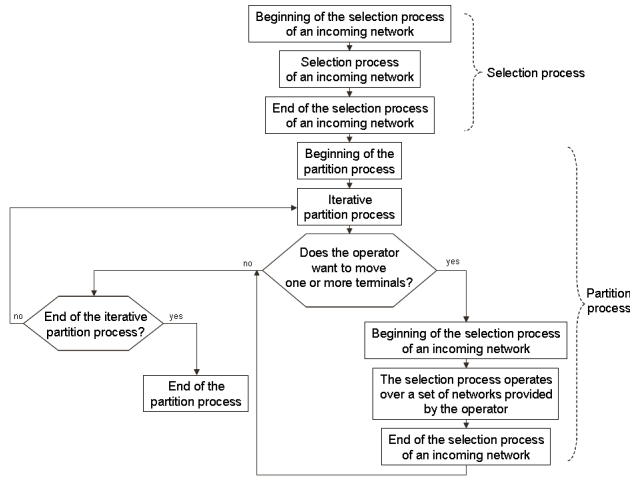 Beginning of the selection process
of an incoming network
Selection process
of an incoming network
Selection process
End of the selection process
of an incoming network
Beginning of the
partition process
Iterative
partition process
Does the operator
want to move
one or more terminals?
no
yes
Partition
process
no
End of the iterative
partition process?
yes
End of the
partition process
Beginning of the selection process
of an incoming network
The selection process operates
over a set of networks provided
by the operator
End of the selection process
of an incoming network